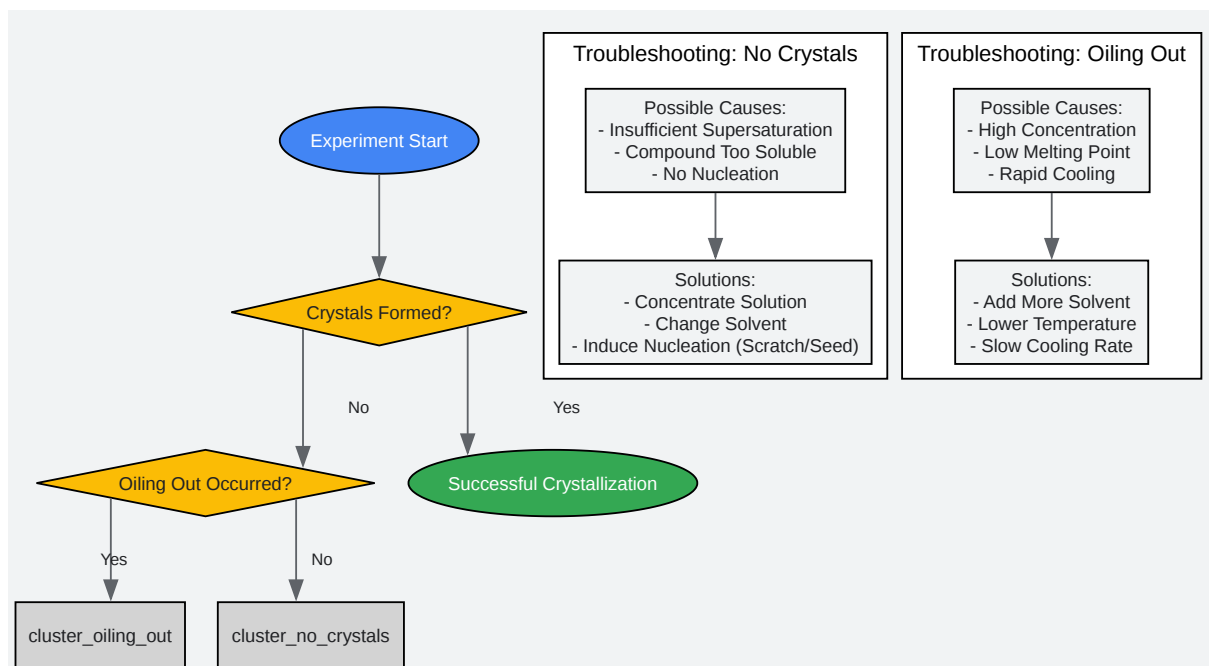 Troubleshooting: No Crystals
Troubleshooting: Oiling Out
Possible Causes:
- Insufficient Supersaturation
- Compound Too Soluble
- No Nucleation
Possible Causes:
- High Concentration
- Low Melting Point
- Rapid Cooling
Experiment Start
Solutions:
- Concentrate Solution
- Change Solvent
- Induce Nucleation (Scratch/Seed)
Solutions:
- Add More Solvent
- Lower Temperature
- Slow Cooling Rate
Crystals Formed?
No
Yes
Oiling Out Occurred?
Successful Crystallization
Yes
No
cluster_oiling_out
cluster_no_crystals